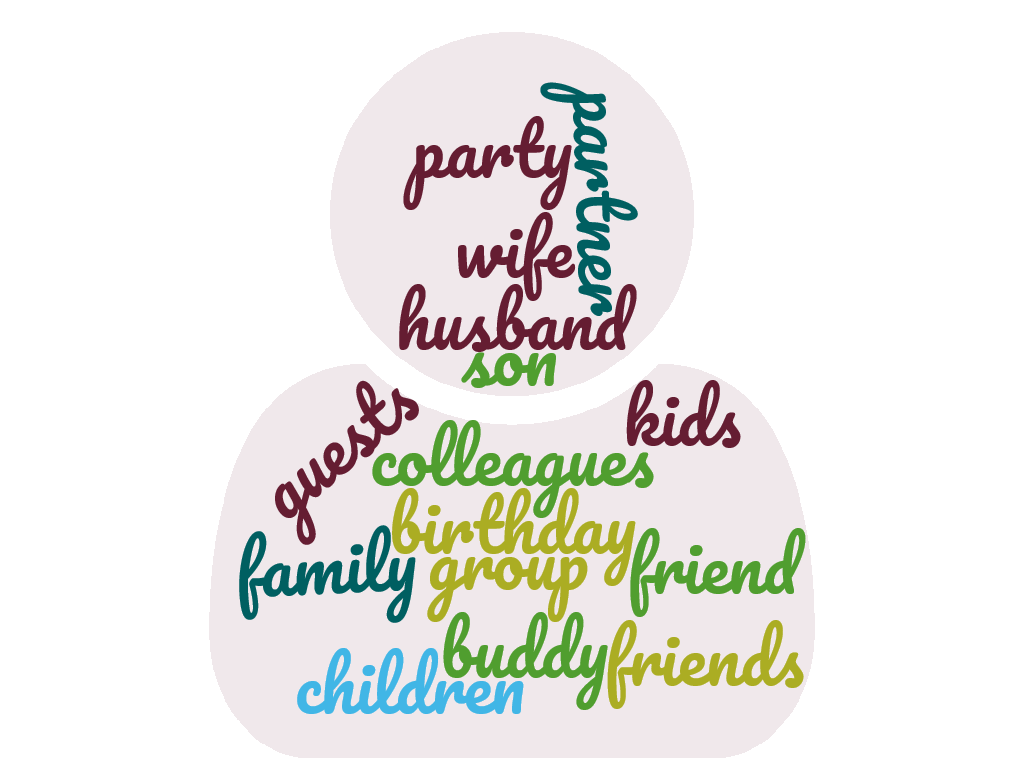 partner
party
wife
husband
son
guests
kids
colleagues
birthday
family
group
friend
buddy
friends
children